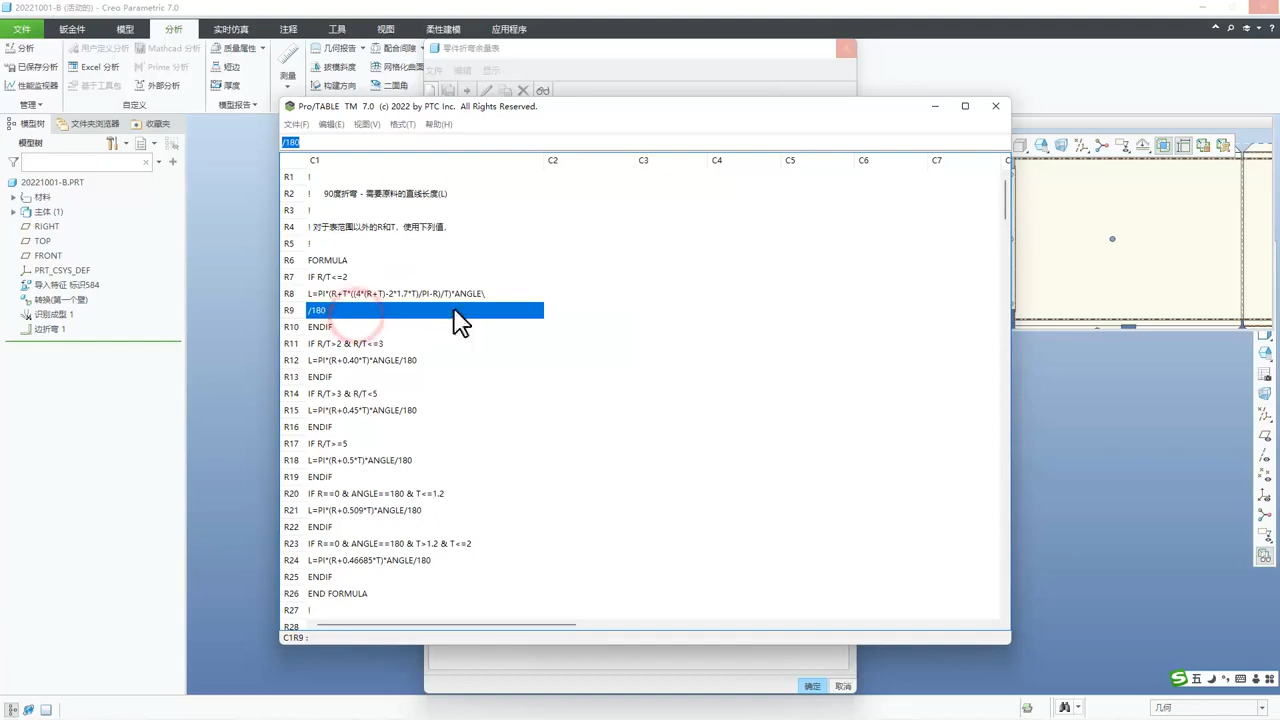 20221001-B (活动的) - Creo Parametric 7.0
文件 钣金件 模型 分析 实时仿真 注释 工具 视图 柔性建模 应用程序
分析 用户定义分析 Mathcad 分析 质量属性 几何报告 配合间隙
已保存分析 Excel 分析 Prime 分析 短边 测量 拔模斜度 网格化曲面
性能监视器 基于工具包 外部分析 厚度 构建方向 二面角
管理 自定义 模型报告
零件折弯余量表
文件 编辑 显示
模型树 文件夹浏览器 收藏夹
模型树
20221001-B.PRT
材料
主体 (1)
RIGHT
TOP
FRONT
PRT_CSYS_DEF
导入特征 标识584
转换(第一个壁)
识别成型 1
边折弯 1
Pro/TABLE TM 7.0 (c) 2022 by PTC Inc. All Rights Reserved.
文件(F) 编辑(E) 视图(V) 格式(T) 帮助(H)
/180
C1 C2 C3 C4 C5 C6 C7 C
R1 !
R2 ! 90度折弯 - 需要原料的直线长度(L)
R3 !
R4 ! 对于表范围以外的R和T，使用下列值。
R5 !
R6 FORMULA
R7 IF R/T<=2
R8 L=PI*(R+T*((4*(R+T)-2*1.7*T)/PI-R)/T)*ANGLE\
R9 /180
R10 ENDIF
R11 IF R/T>2 & R/T<=3
R12 L=PI*(R+0.40*T)*ANGLE/180
R13 ENDIF
R14 IF R/T>3 & R/T<5
R15 L=PI*(R+0.45*T)*ANGLE/180
R16 ENDIF
R17 IF R/T>=5
R18 L=PI*(R+0.5*T)*ANGLE/180
R19 ENDIF
R20 IF R==0 & ANGLE==180 & T<=1.2
R21 L=PI*(R+0.509*T)*ANGLE/180
R22 ENDIF
R23 IF R==0 & ANGLE==180 & T>1.2 & T<=2
R24 L=PI*(R+0.46685*T)*ANGLE/180
R25 ENDIF
R26 END FORMULA
R27 !
R28
C1R9 :
确定 取消
五
几何